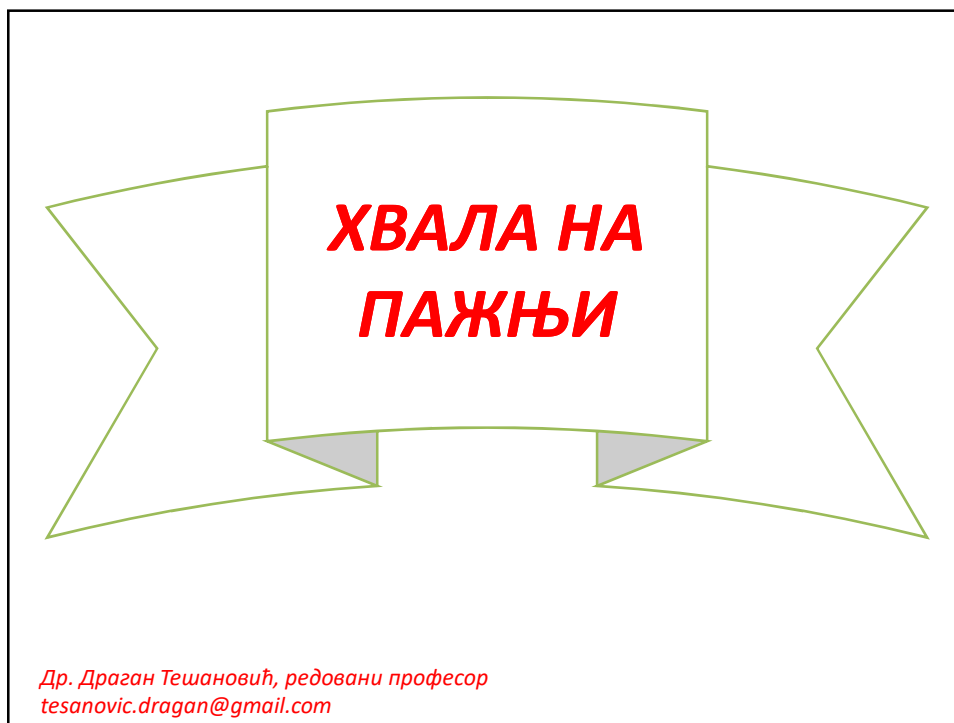 ХВАЛА НА
ПАЖЊИ
Др. Драган Тешановић, редовани професор
tesanovic.dragan@gmail.com